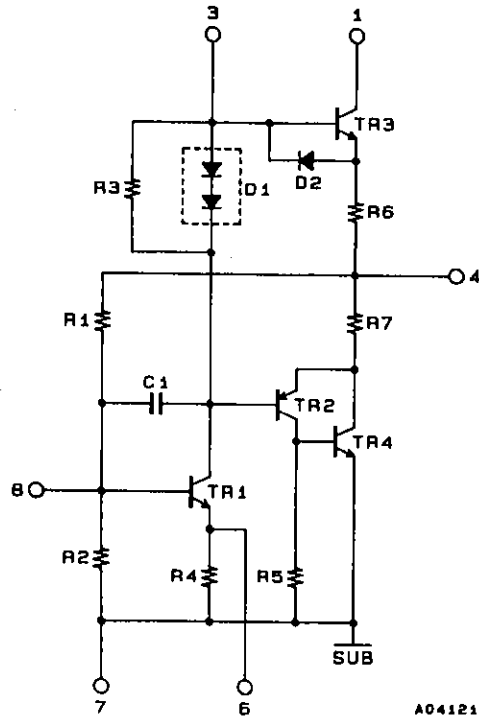 3 1
TR3
R3 D1 D2
R6
4
R1 R7
C1
TR2
TR4
8 TR1
R2 R4 R5
SUB
7 6
A04121